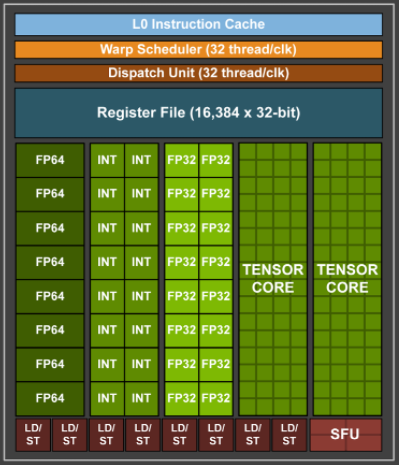 L0 Instruction Cache
Warp Scheduler (32 thread/clk)
Dispatch Unit (32 thread/clk)
Register File (16,384 x 32-bit)
FP64 INT INT FP32 FP32
FP64 INT INT FP32 FP32
FP64 INT INT FP32 FP32
FP64 INT INT FP32 FP32 TENSOR TENSOR
CORE CORE
FP64 INT INT FP32 FP32
FP64 INT INT FP32 FP32
FP64 INT INT FP32 FP32
FP64 INT INT FP32 FP32
LD/ LD/ LD/ LD/ LD/ LD/ LD/ LD/ SFU
ST ST ST ST ST ST ST ST